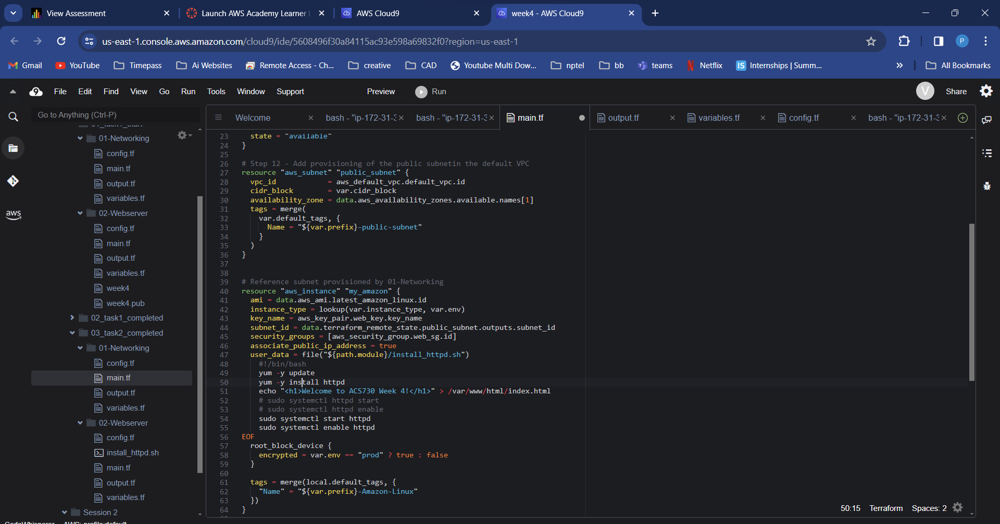 View Assessment
Launch AWS Academy Learner
AWS Cloud9
week4 - AWS Cloud9
us-east-1.console.aws.amazon.com/cloud9/ide/5608496f30a84115ac93e598a69832f0?region=us-east-1
P
Gmail
YouTube
Timepass
Ai Websites
Remote Access - Ch...
creative
CAD
Youtube Multi Dow...
nptel
bb
teams
Netflix
IS Internships | Summ...
All Bookmarks
9 File Edit Find View Go Run Tools Window Support Preview Run V Share
Go to Anything (Ctrl-P)
Welcome
bash - "ip-172-31-3
bash - "ip-172-31-3
main.tf
output.tf
variables.tf
config.tf
bash - "ip-172-31-3
01-Networking
config.tf
main.tf
output.tf
variables.tf
02-Webserver
config.tf
main.tf
output.tf
variables.tf
week4
week4.pub
02_task1_completed
03_task2_completed
01-Networking
config.tf
main.tf
output.tf
variables.tf
02-Webserver
config.tf
install_httpd.sh
main.tf
output.tf
variables.tf
Session 2
aws
23 state = "available"
24 }
25
26 # Step 12 - Add provisioning of the public subnetin the default VPC
27 resource "aws_subnet" "public_subnet" {
28 vpc_id = aws_default_vpc.default_vpc.id
29 cidr_block = var.cidr_block
30 availability_zone = data.aws_availability_zones.available.names[1]
31 tags = merge(
32 var.default_tags, {
33 Name = "${var.prefix}-public-subnet"
34 }
35 )
36 }
37
38
39 # Reference subnet provisioned by 01-Networking
40 resource "aws_instance" "my_amazon" {
41 ami = data.aws_ami.latest_amazon_linux.id
42 instance_type = lookup(var.instance_type, var.env)
43 key_name = aws_key_pair.web_key.key_name
44 subnet_id = data.terraform_remote_state.public_subnet.outputs.subnet_id
45 security_groups = [aws_security_group.web_sg.id]
46 associate_public_ip_address = true
47 user_data = file("${path.module}/install_httpd.sh")
48 #!/bin/bash
49 yum -y update
50 yum -y install httpd
51 echo "<h1>Welcome to ACS730 Week 4!</h1>" > /var/www/html/index.html
52 # sudo systemctl httpd start
53 # sudo systemctl httpd enable
54 sudo systemctl start httpd
55 sudo systemctl enable httpd
56 EOF
57 root_block_device {
58 encrypted = var.env == "prod" ? true : false
59 }
60
61 tags = merge(local.default_tags, {
62 "Name" = "${var.prefix}-Amazon-Linux"
63 })
64 }
50:15 Terraform Spaces: 2